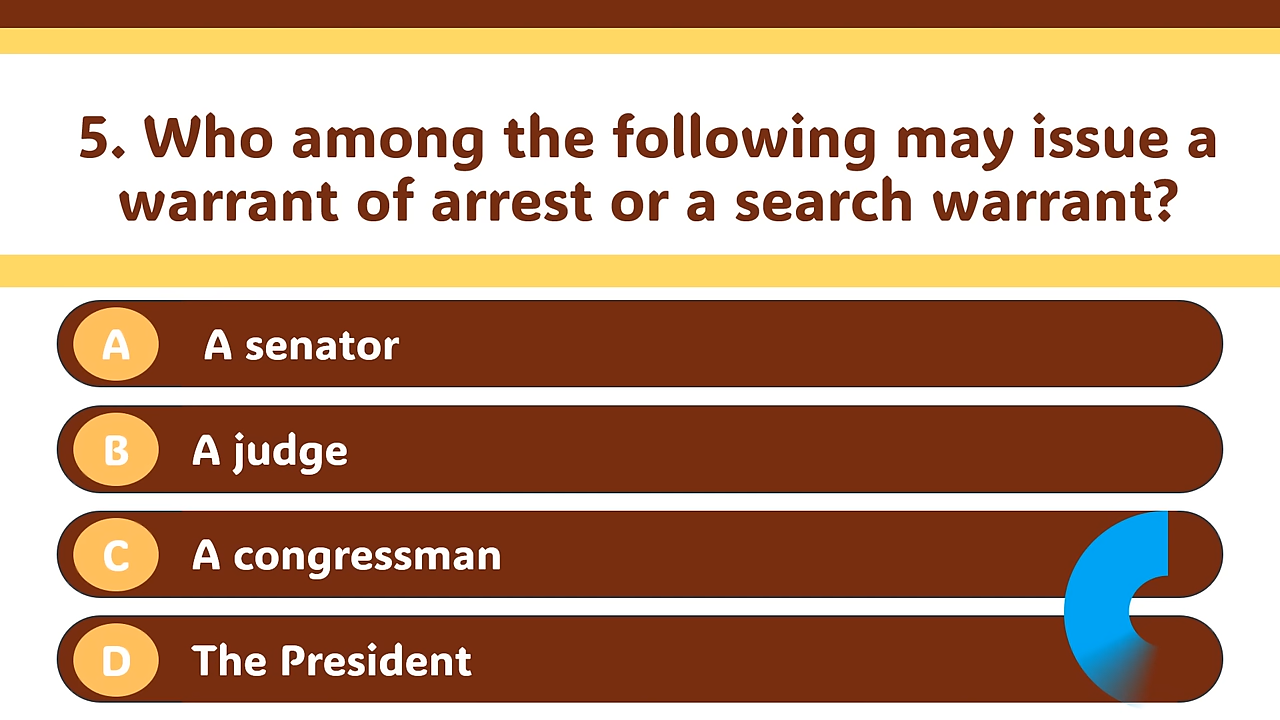 5. Who among the following may issue a
warrant of arrest or a search warrant?
A A senator
B A judge
C A congressman
D The President